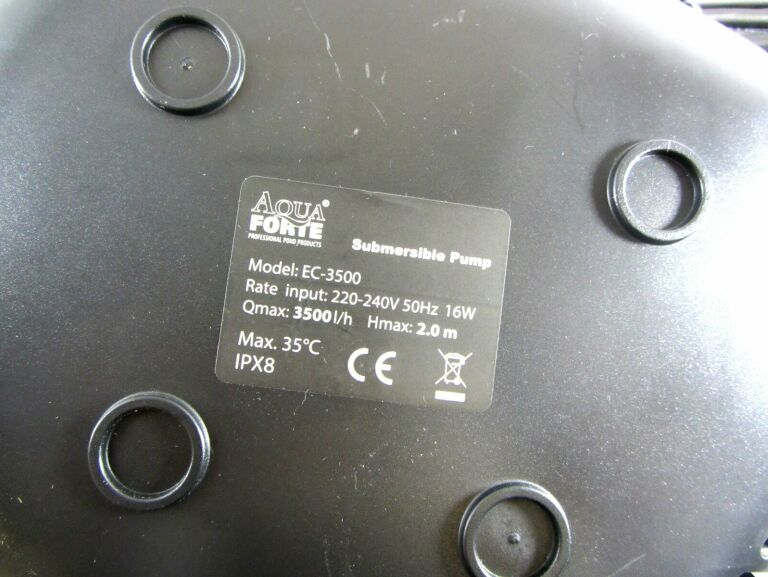 AQUA®
FORTE
PROFESSIONAL POND PRODUCTS
Submersible Pump
Model: EC-3500
Rate input: 220-240V 50Hz 16W
Qmax: 3500l/h Hmax: 2.0 m
Max. 35°C
IPX8
CE